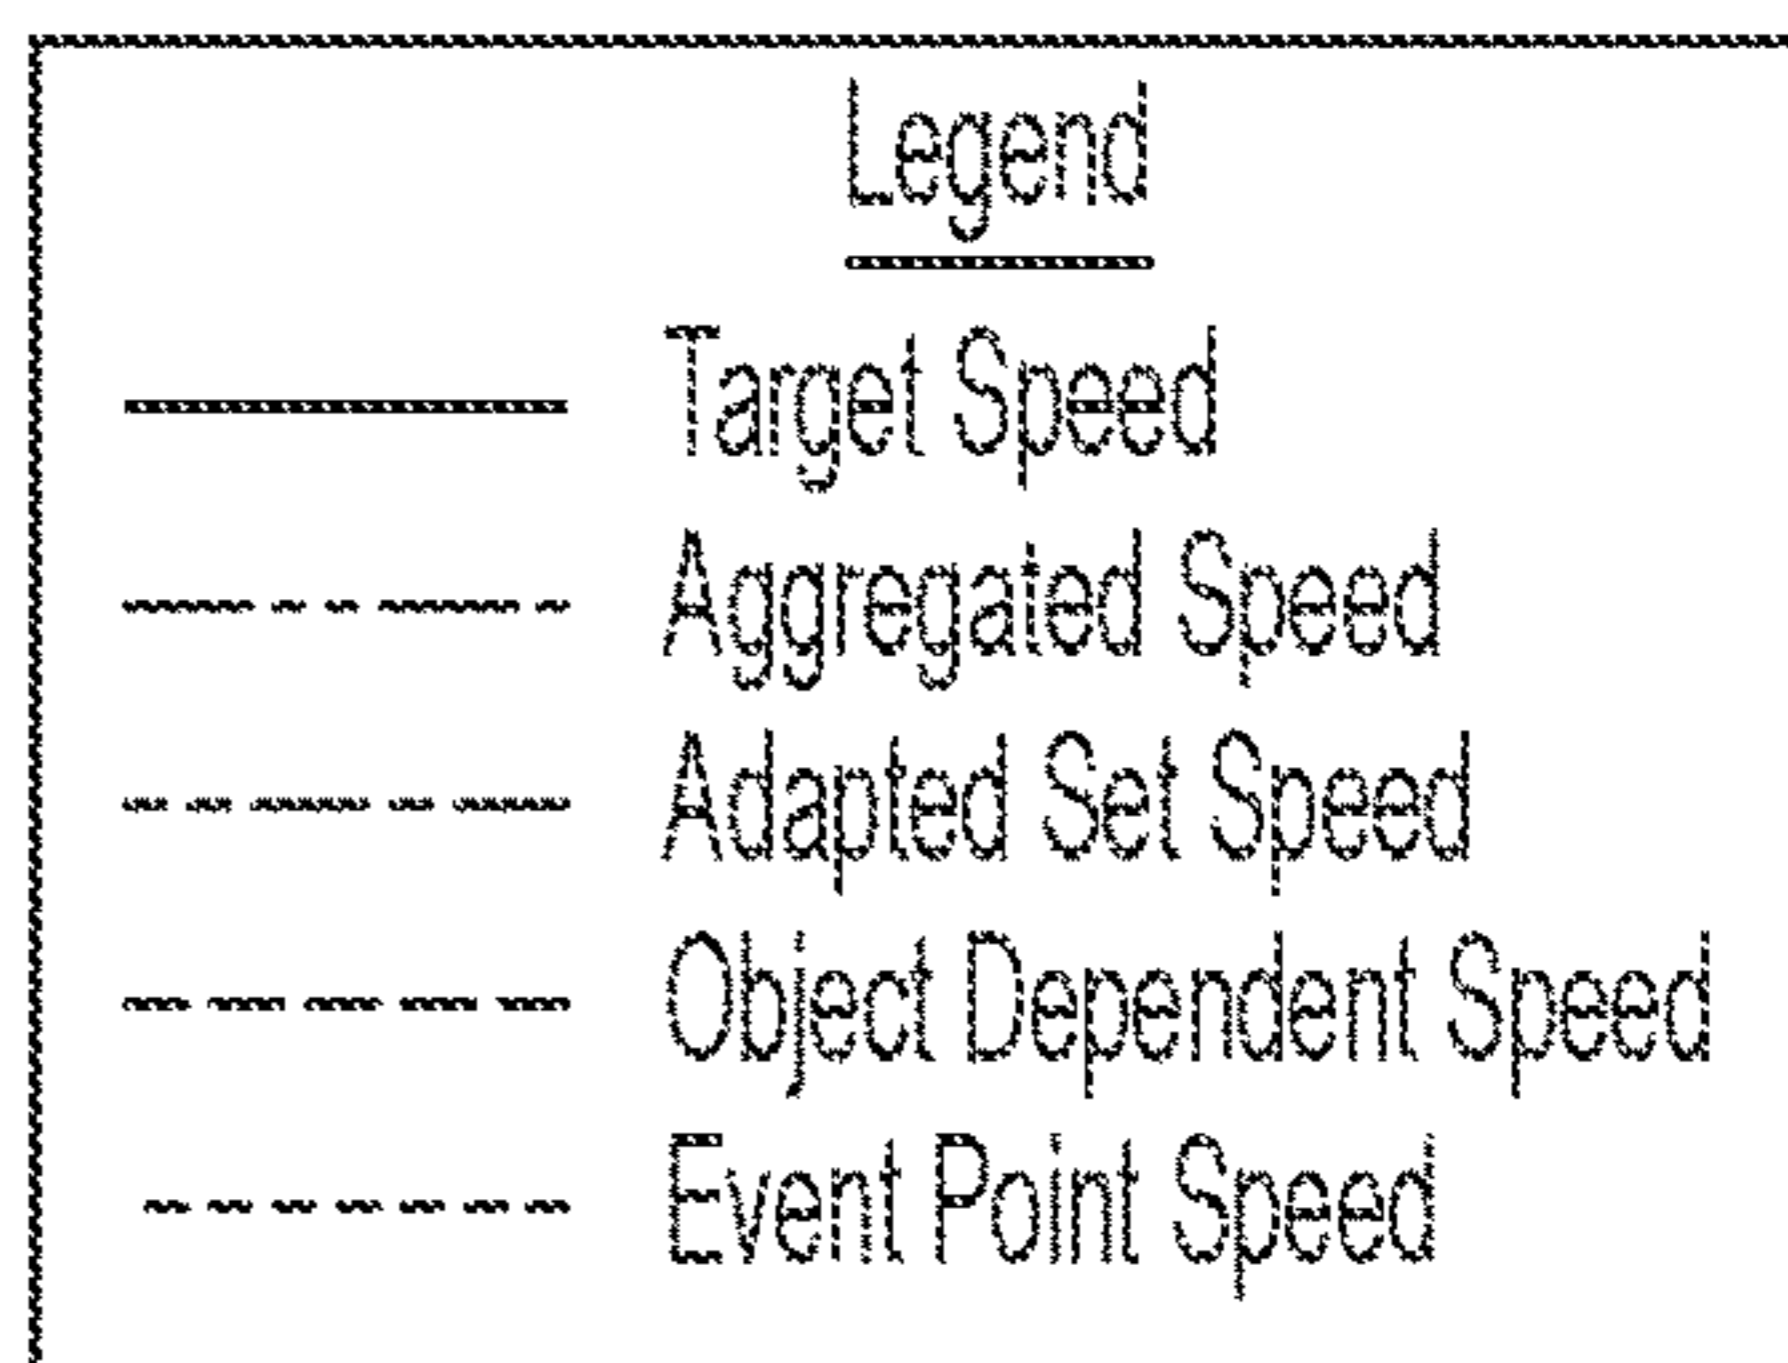 Legend
Target Speed
Aggregated Speed
Adapted Set Speed
Object Dependent Speed
Event Point Speed